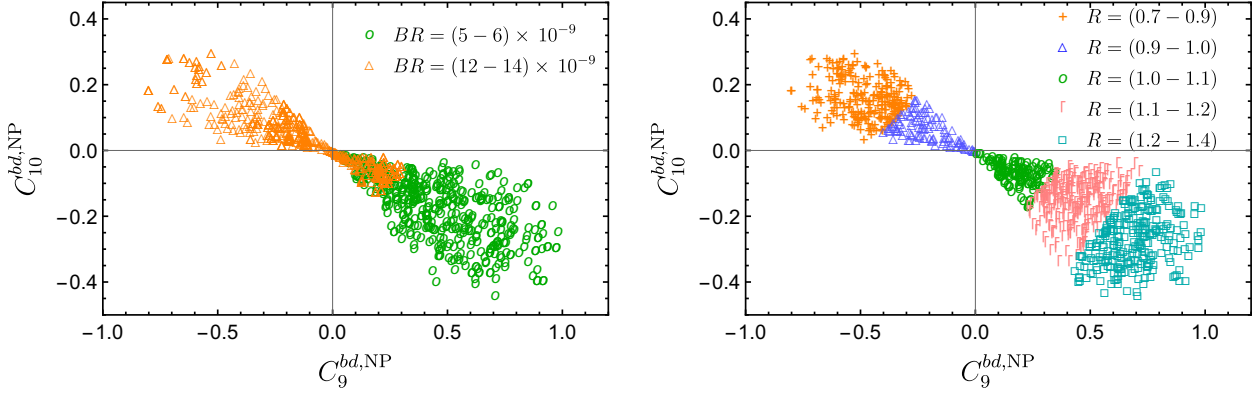 0.4
0.2
0.0
−0.2
−0.4
C_{10}^{bd,NP}
o BR = (5 − 6) × 10^{−9}
△ BR = (12 − 14) × 10^{−9}
−1.0 −0.5 0.0 0.5 1.0
C_9^{bd,NP}
0.4
0.2
0.0
−0.2
−0.4
C_{10}^{bd,NP}
+ R = (0.7 − 0.9)
△ R = (0.9 − 1.0)
o R = (1.0 − 1.1)
Γ R = (1.1 − 1.2)
□ R = (1.2 − 1.4)
−1.0 −0.5 0.0 0.5 1.0
C_9^{bd,NP}